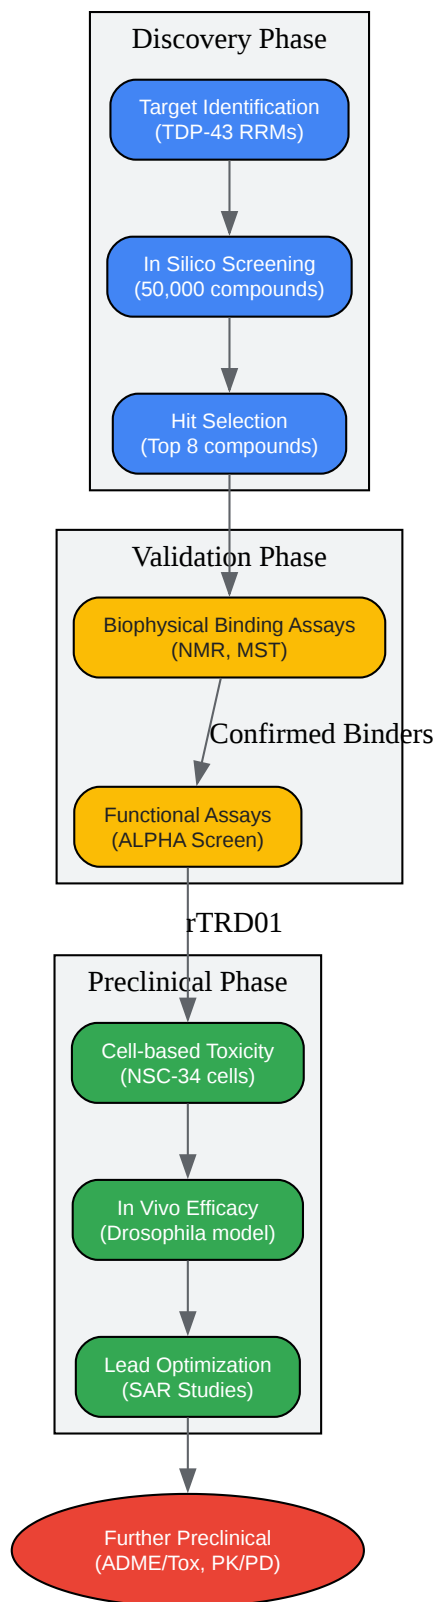 Discovery Phase
Target Identification
(TDP-43 RRMs)
In Silico Screening
(50,000 compounds)
Hit Selection
(Top 8 compounds)
Validation Phase
Biophysical Binding Assays
(NMR, MST)
Confirmed Binders
Functional Assays
(ALPHA Screen)
rTRD01
Preclinical Phase
Cell-based Toxicity
(NSC-34 cells)
In Vivo Efficacy
(Drosophila model)
Lead Optimization
(SAR Studies)
Further Preclinical
(ADME/Tox, PK/PD)